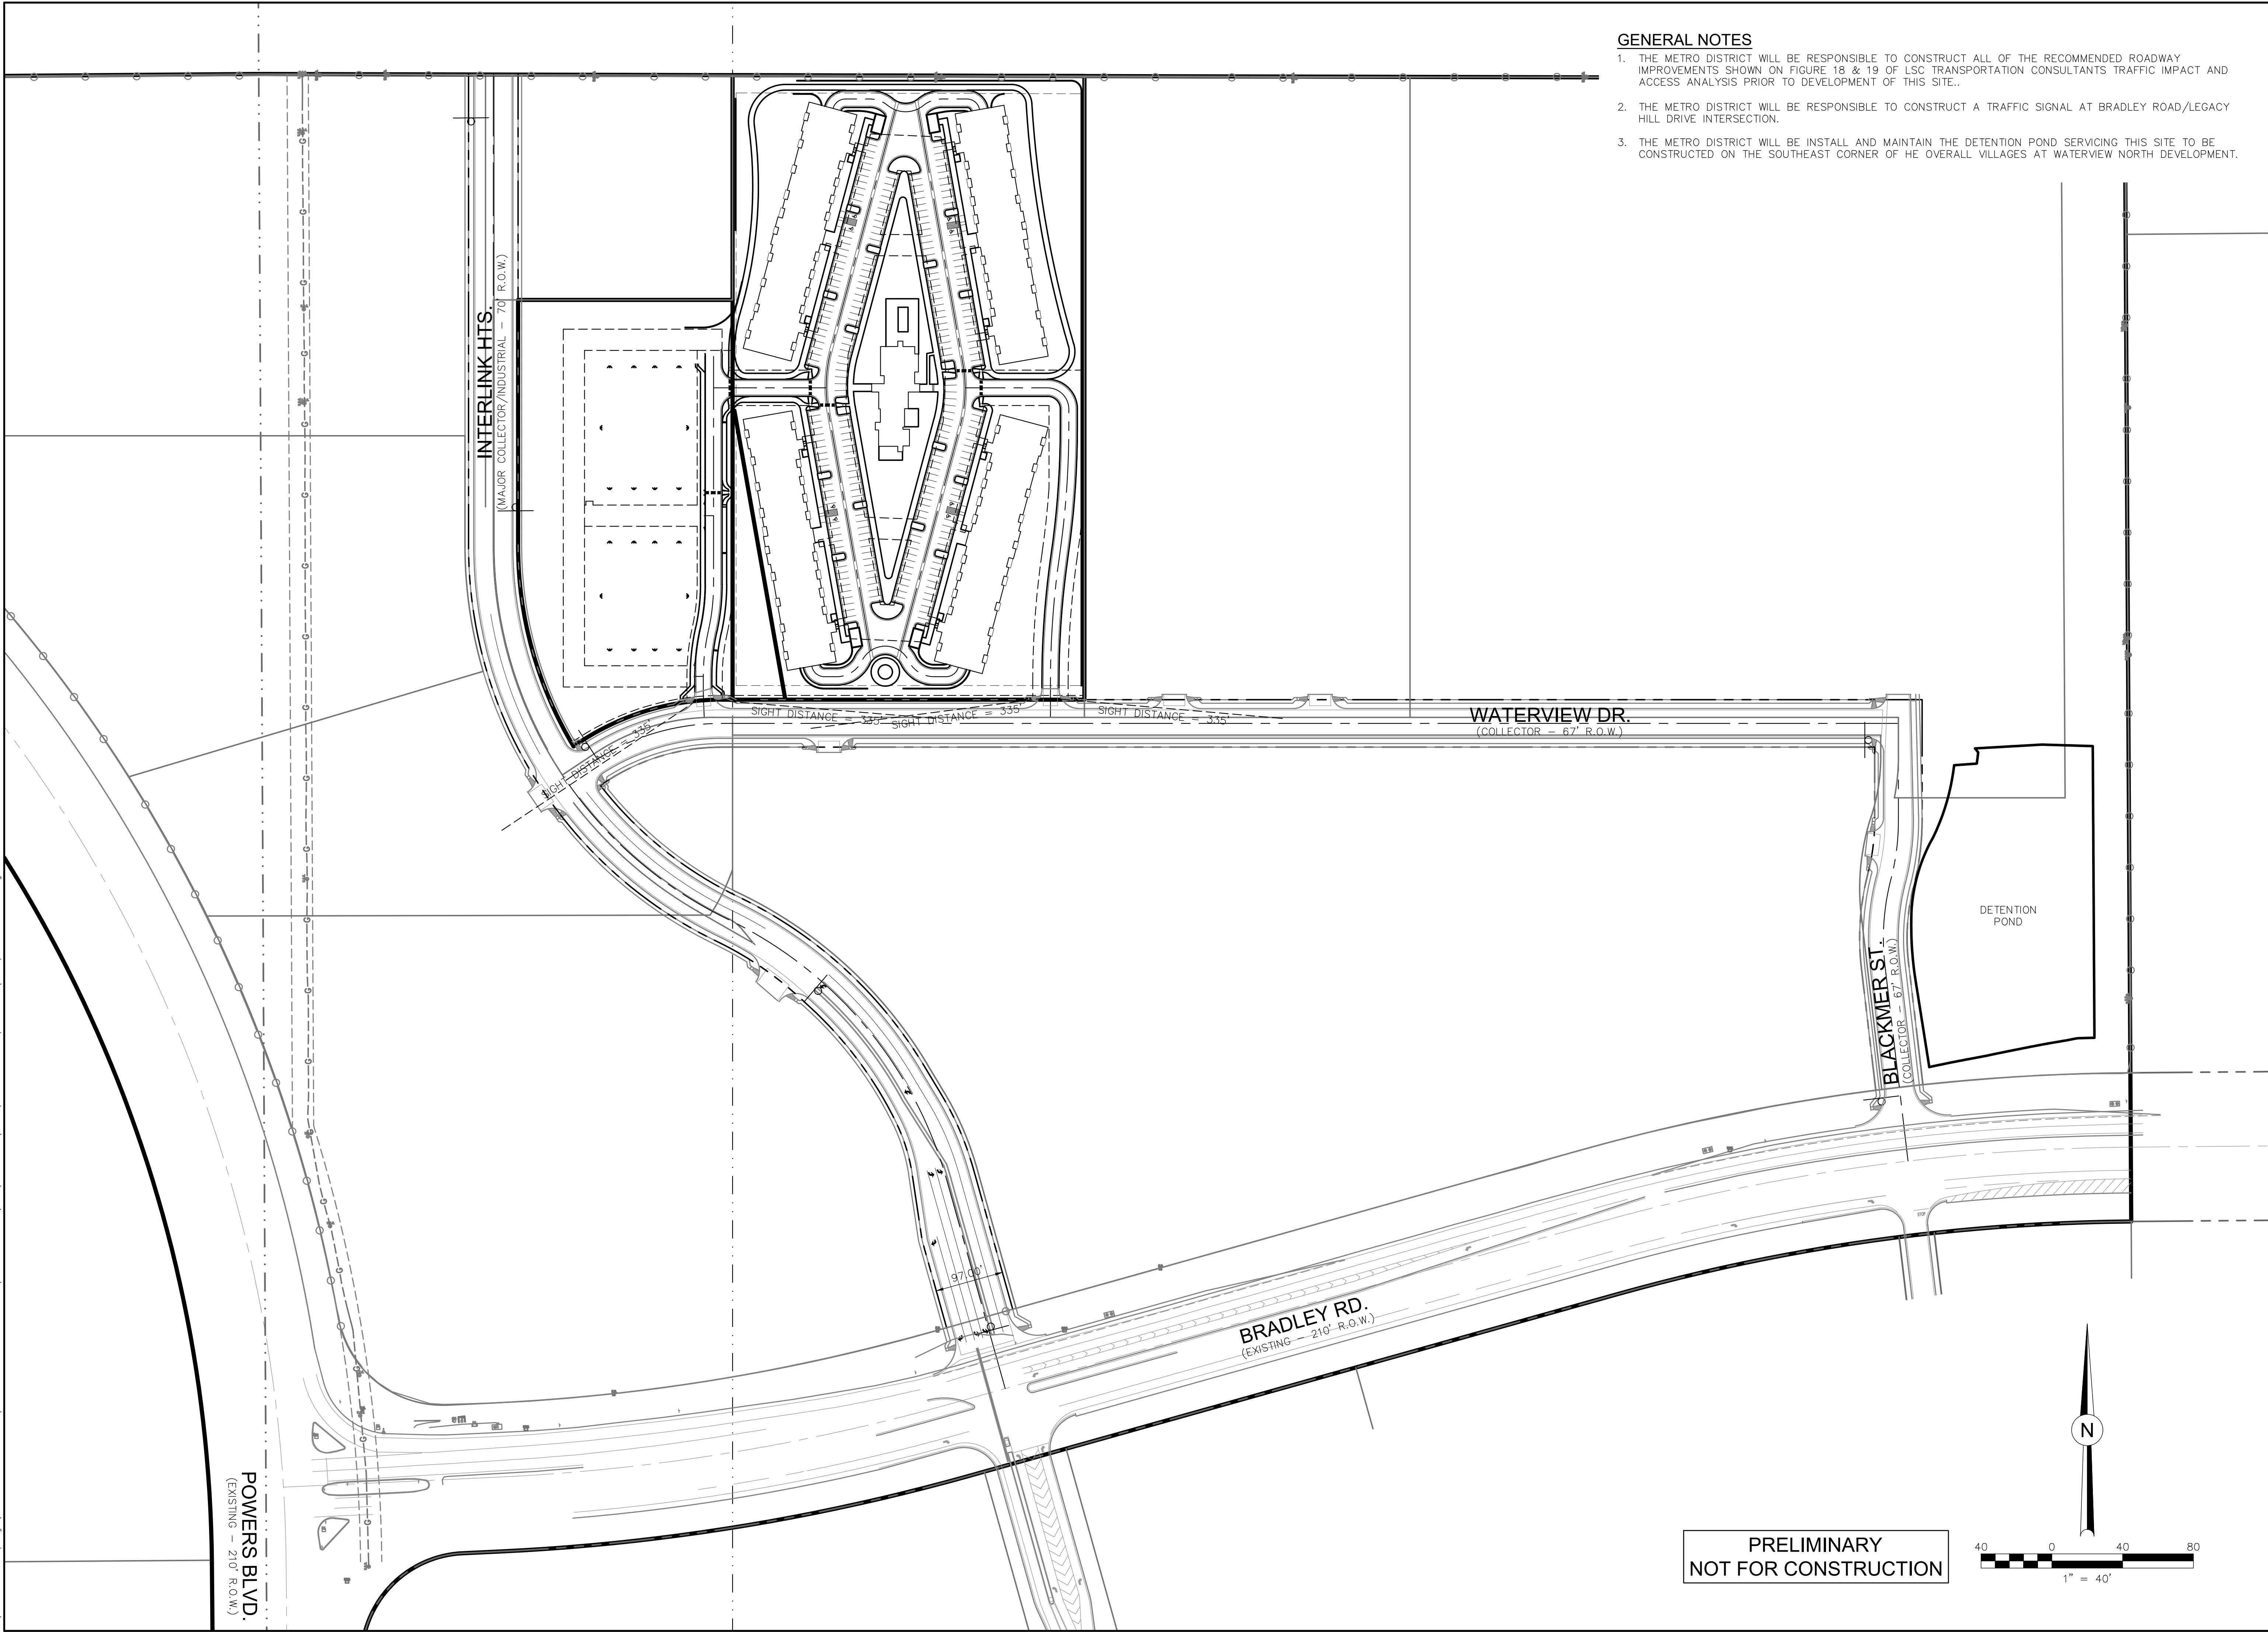 GENERAL NOTES
1. THE METRO DISTRICT WILL BE RESPONSIBLE TO CONSTRUCT ALL OF THE RECOMMENDED ROADWAY
IMPROVEMENTS SHOWN ON FIGURE 18 & 19 OF LSC TRANSPORTATION CONSULTANTS TRAFFIC IMPACT AND
ACCESS ANALYSIS PRIOR TO DEVELOPMENT OF THIS SITE..
2. THE METRO DISTRICT WILL BE RESPONSIBLE TO CONSTRUCT A TRAFFIC SIGNAL AT BRADLEY ROAD/LEGACY
HILL DRIVE INTERSECTION.
3. THE METRO DISTRICT WILL BE INSTALL AND MAINTAIN THE DETENTION POND SERVICING THIS SITE TO BE
CONSTRUCTED ON THE SOUTHEAST CORNER OF HE OVERALL VILLAGES AT WATERVIEW NORTH DEVELOPMENT.
INTERLINK HTS.
(MAJOR COLLECTOR/INDUSTRIAL – 70' R.O.W.)
SIGHT DISTANCE = 335'
SIGHT DISTANCE = 335'
SIGHT DISTANCE = 335'
SIGHT DISTANCE = 335'
WATERVIEW DR.
(COLLECTOR – 67' R.O.W.)
DETENTION
POND
BLACKMER ST.
(COLLECTOR – 67' R.O.W.)
97.00'
BRADLEY RD.
(EXISTING – 210' R.O.W.)
POWERS BLVD.
(EXISTING – 210' R.O.W.)
N
PRELIMINARY
NOT FOR CONSTRUCTION
40 0 40 80
1" = 40'